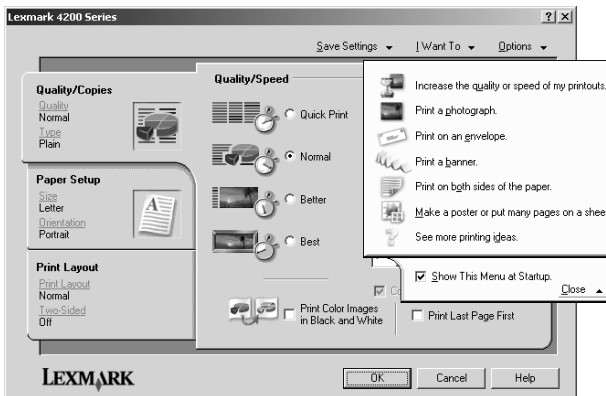 Lexmark 4200 Series
Save Settings
I Want To
Options
Quality/Copies
Quality
Normal
Type
Plain
Paper Setup
Size
Letter
Orientation
Portrait
Print Layout
Print Layout
Normal
Two-Sided
Off
Quality/Speed
Quick Print
Normal
Better
Best
Print Color Images
in Black and White
Increase the quality or speed of my printouts.
Print a photograph.
Print on an envelope.
Print a banner.
Print on both sides of the paper.
Make a poster or put many pages on a shee
See more printing ideas.
Show This Menu at Startup.
Close
Print Last Page First
LEXMARK
OK
Cancel
Help